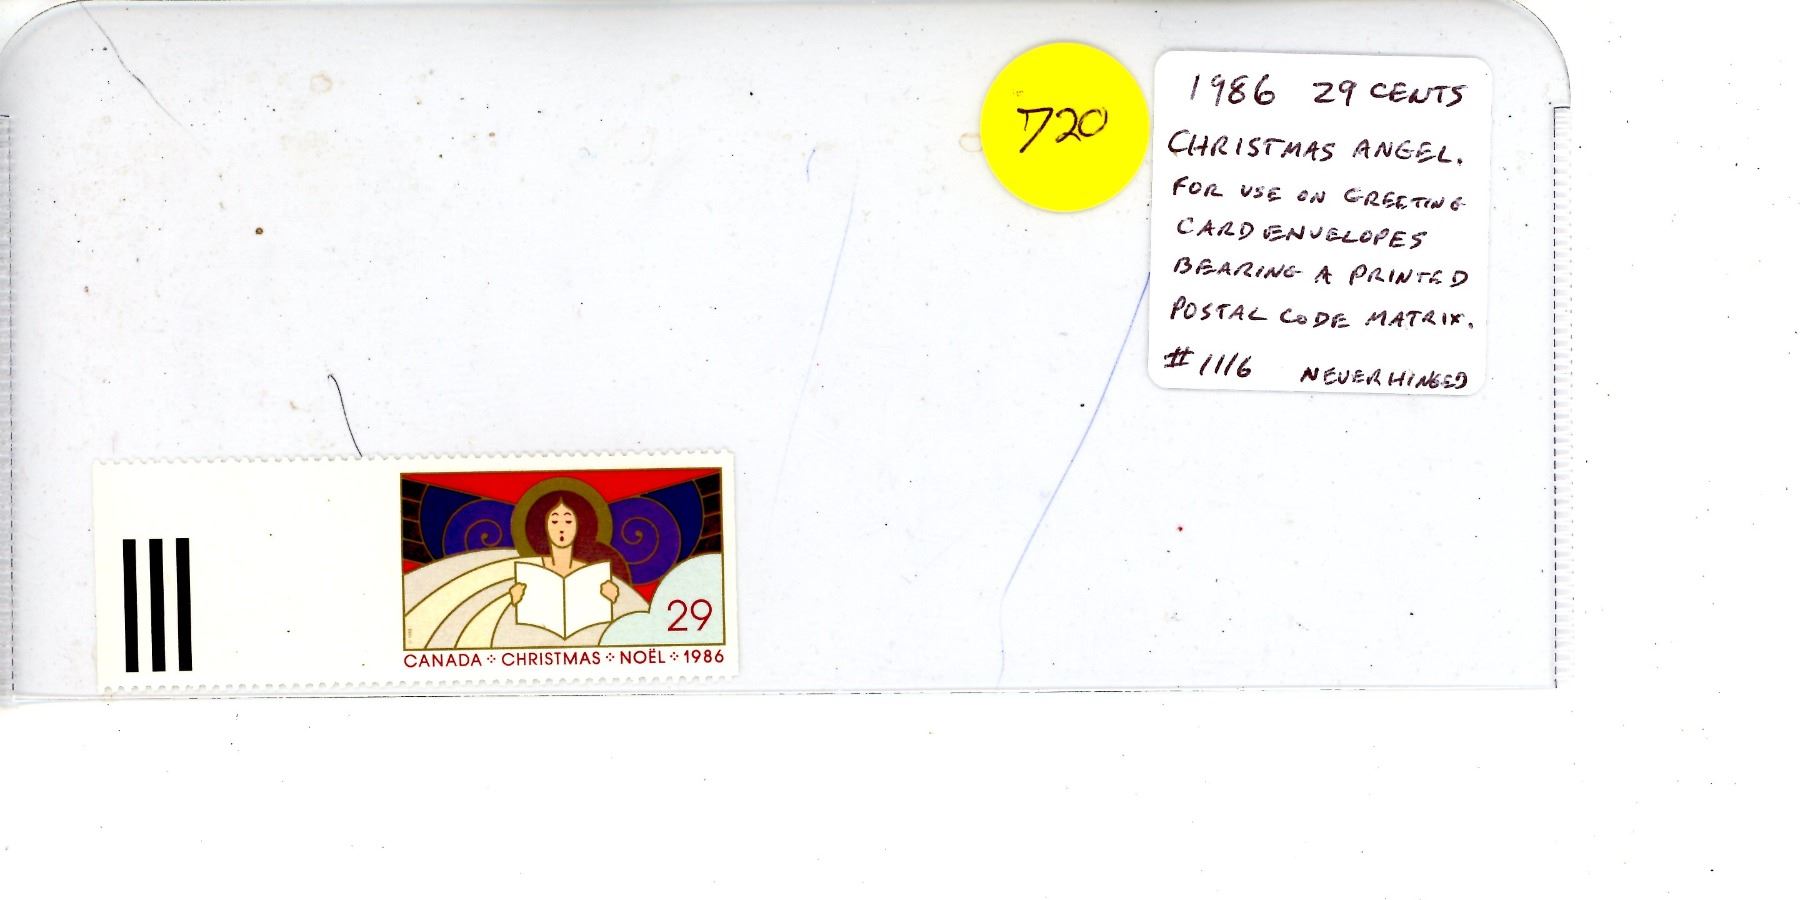 720
1986 29 CENTS
CHRISTMAS ANGEL.
FOR USE ON GREETING
CARD ENVELOPES
BEARING A PRINTED
POSTAL CODE MATRIX.
#1116 NEVER HINGED
29
CANADA ⁘ CHRISTMAS ⁘ NOËL ⁘ 1986